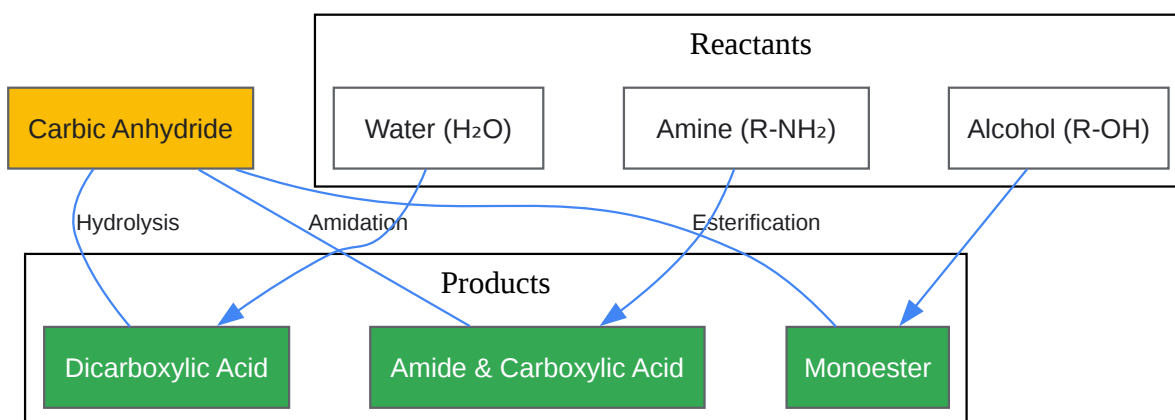 Reactants
Carbic Anhydride
Water (H₂O)
Amine (R-NH₂)
Alcohol (R-OH)
Hydrolysis
Amidation
Esterification
Products
Dicarboxylic Acid
Amide & Carboxylic Acid
Monoester